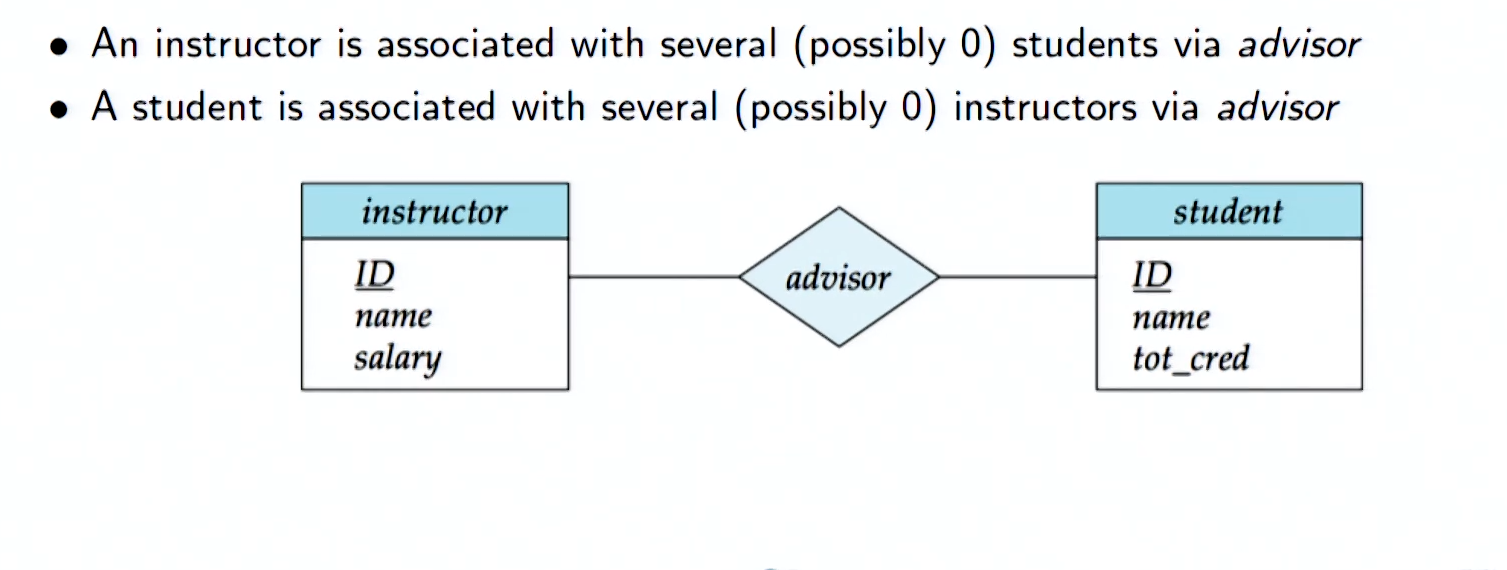 • An instructor is associated with several (possibly 0) students via advisor
• A student is associated with several (possibly 0) instructors via advisor
instructor
ID
name
salary
advisor
student
ID
name
tot_cred